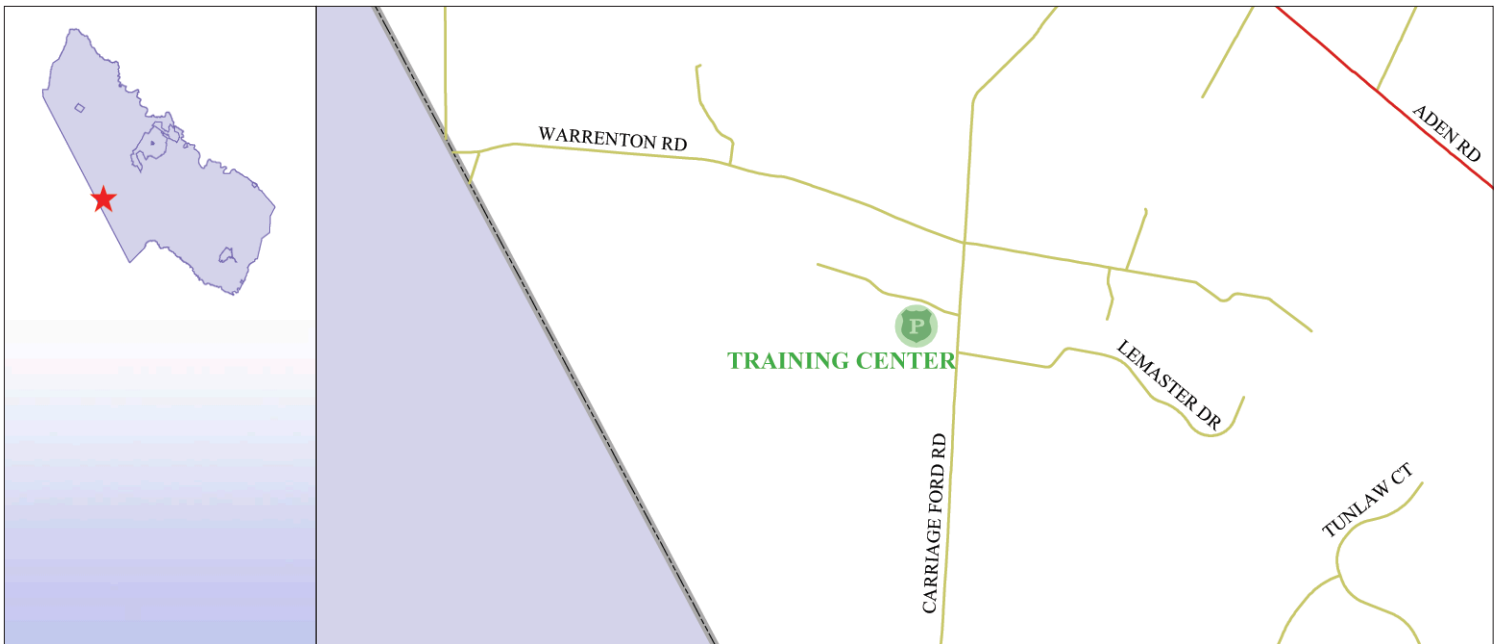 WARRENTON RD
ADEN RD
P
TRAINING CENTER
LEMASTER DR
CARRIAGE FORD RD
TUNLAW CT